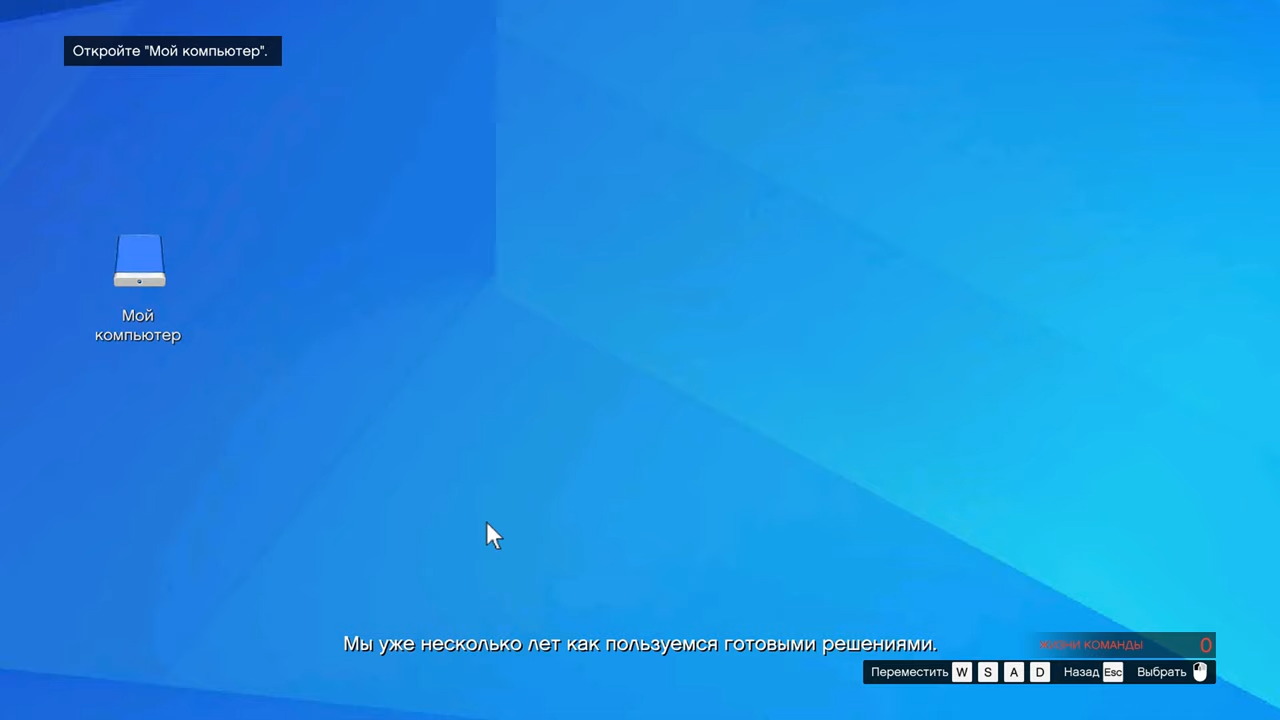 Откройте "Мой компьютер".
Мой
компьютер
Мы уже несколько лет как пользуемся готовыми решениями.
ЖИЗНИ КОМАНДЫ 0
Переместить W S A D Назад Esc Выбрать